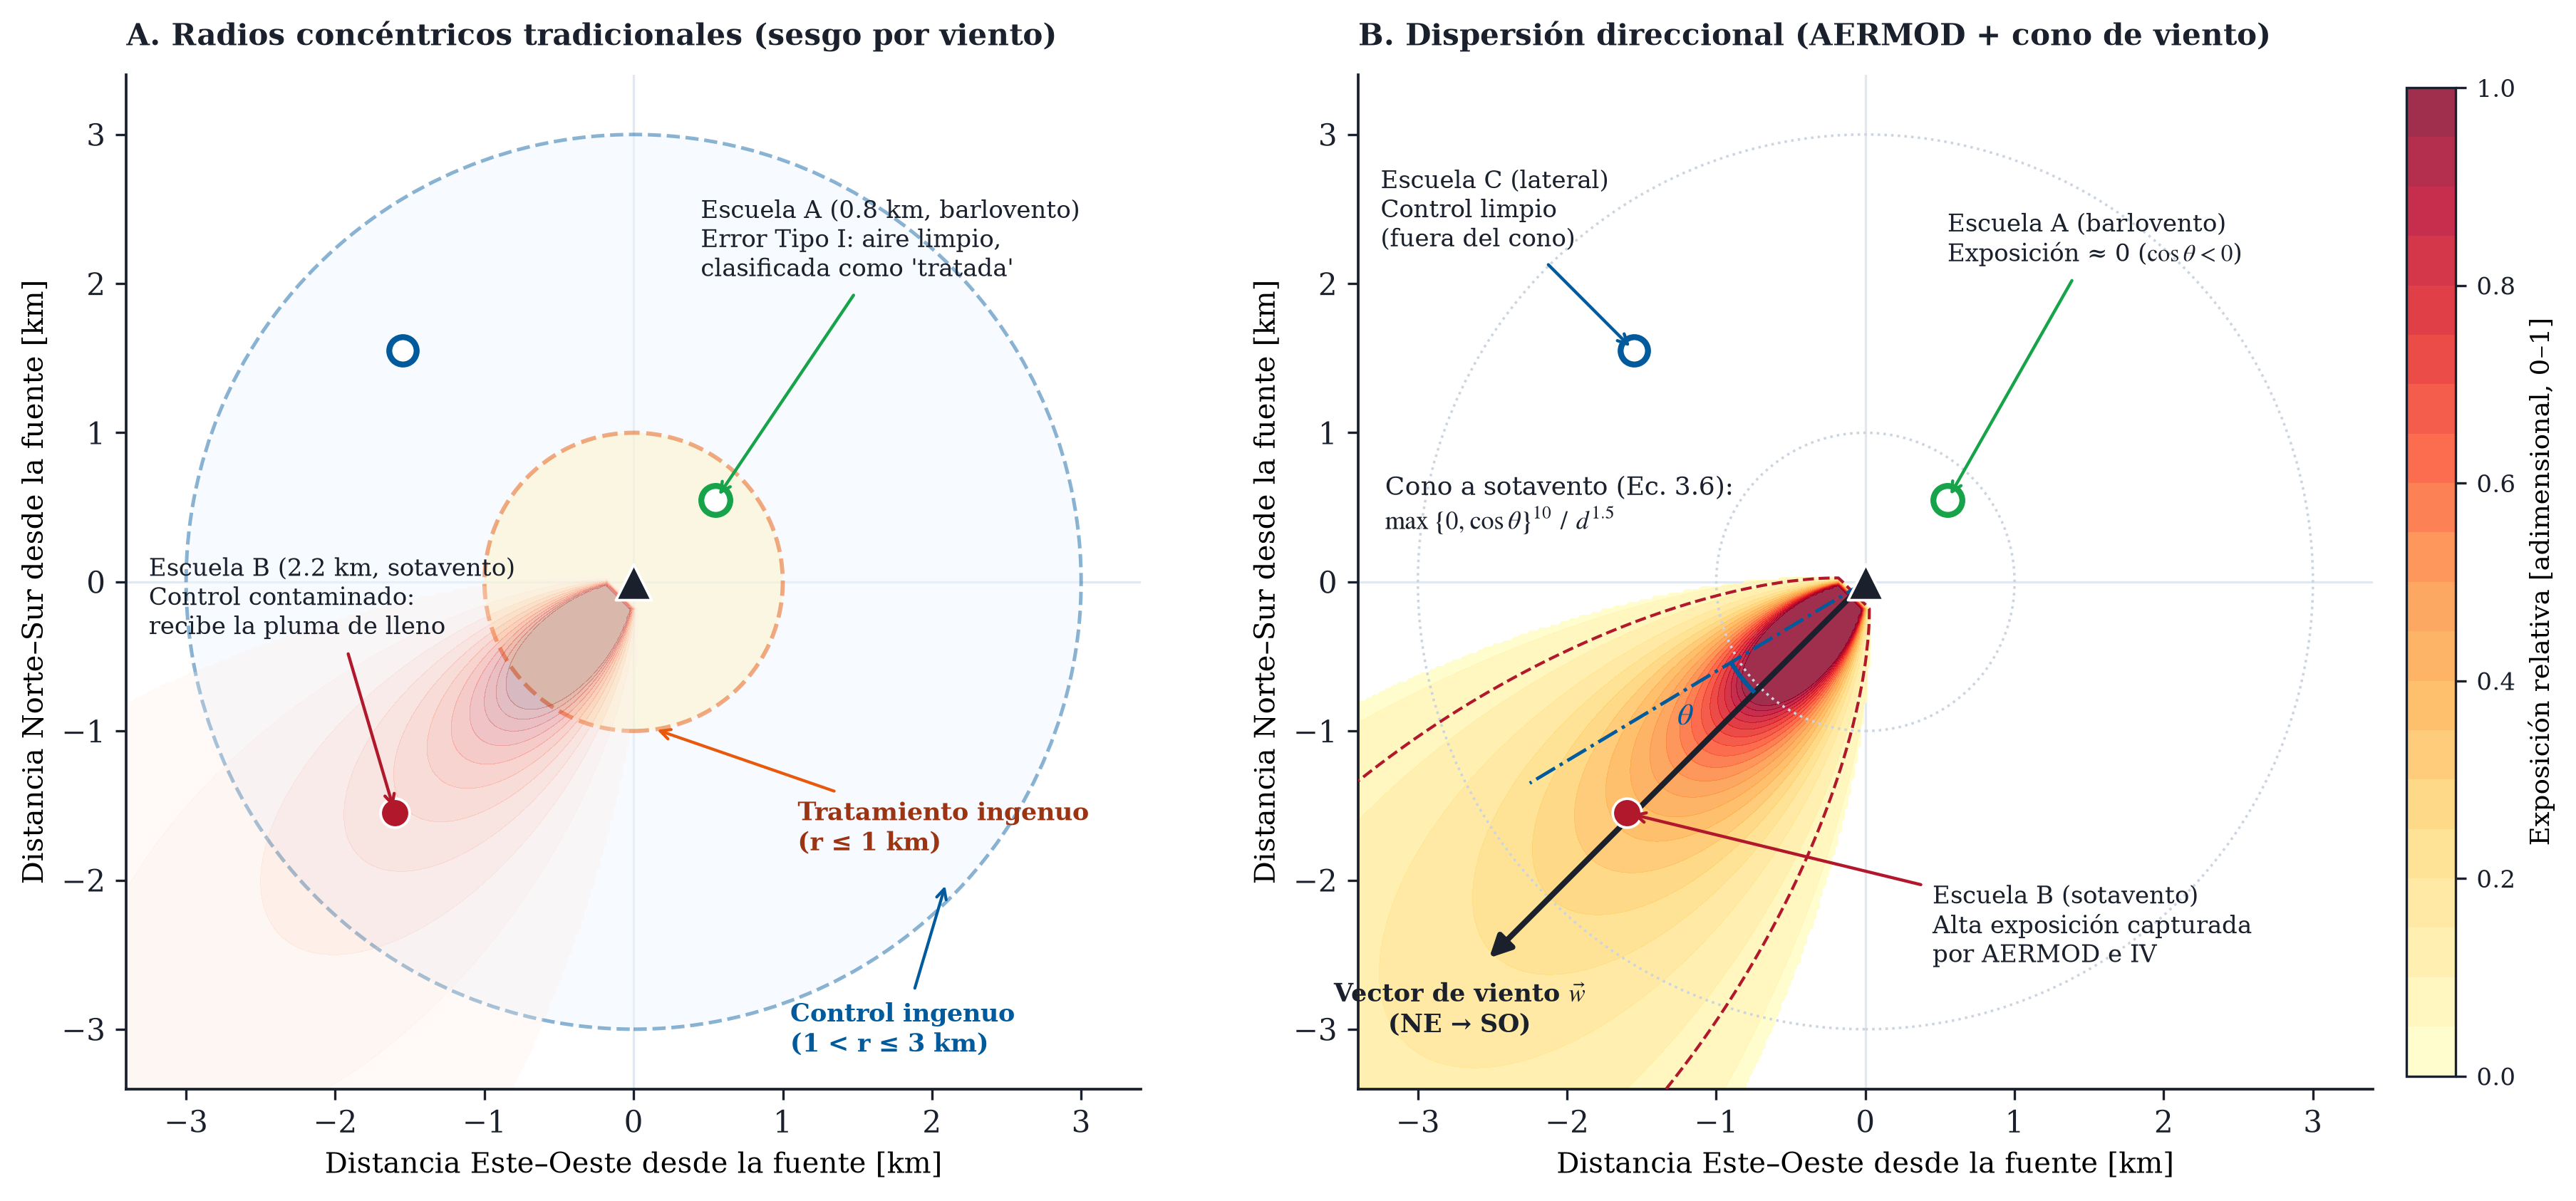 A. Radios concéntricos tradicionales (sesgo por viento)
Distancia Norte–Sur desde la fuente [km]
3
2
1
0
−1
−2
−3
Escuela A (0.8 km, barlovento)
Error Tipo I: aire limpio,
clasificada como 'tratada'
Escuela B (2.2 km, sotavento)
Control contaminado:
recibe la pluma de lleno
Tratamiento ingenuo
(r ≤ 1 km)
Control ingenuo
(1 < r ≤ 3 km)
−3 −2 −1 0 1 2 3
Distancia Este–Oeste desde la fuente [km]
B. Dispersión direccional (AERMOD + cono de viento)
Distancia Norte–Sur desde la fuente [km]
3
2
1
0
−1
−2
−3
Escuela C (lateral)
Control limpio
(fuera del cono)
Escuela A (barlovento)
Exposición ≈ 0 (cos θ < 0)
Cono a sotavento (Ec. 3.6):
max {0, cos θ}¹⁰ / d¹·⁵
θ
Escuela B (sotavento)
Alta exposición capturada
por AERMOD e IV
Vector de viento w⃗
(NE → SO)
−3 −2 −1 0 1 2 3
Distancia Este–Oeste desde la fuente [km]
1.0
0.8
0.6
0.4
0.2
0.0
Exposición relativa [adimensional, 0–1]